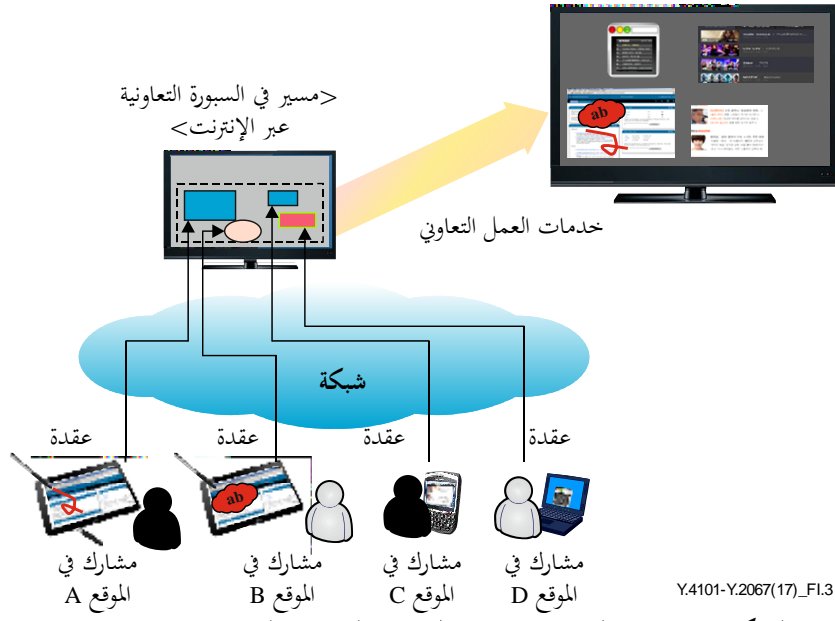 <مسير في السبورة التعاونية
عبر الإنترنت>
ab
خدمات العمل التعاوني
شبكة
عقدة
عقدة
عقدة
عقدة
ab
مشارك في
الموقع A
مشارك في
الموقع B
مشارك في
الموقع C
مشارك في
الموقع D
Y.4101-Y.2067(17)_FI.3